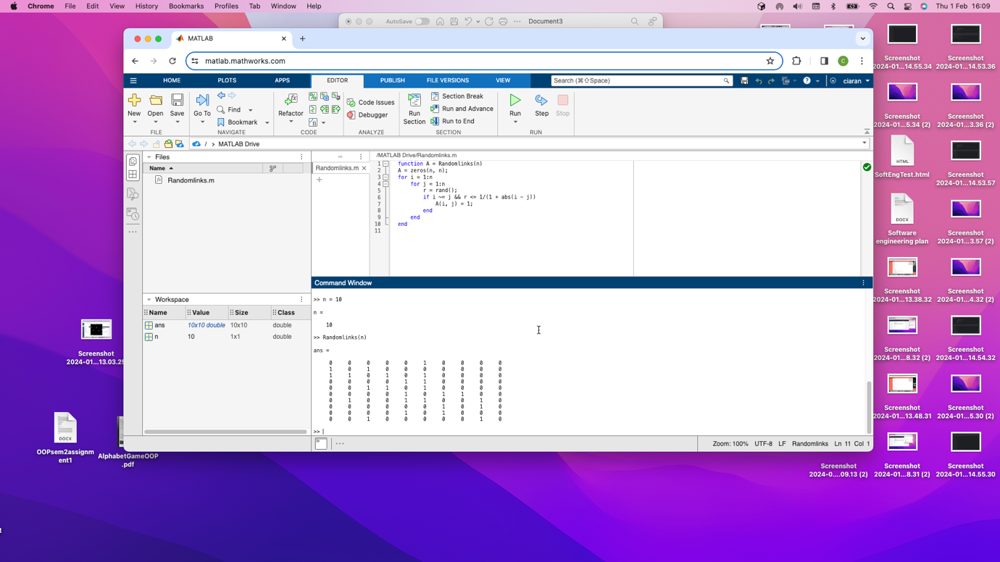 Chrome File Edit View History Bookmarks Profiles Tab Window Help Thu 1 Feb 16:09
AutoSave Document3
MATLAB
matlab.mathworks.com
C
HOME PLOTS APPS EDITOR PUBLISH FILE VERSIONS VIEW Search (⌘⇧Space) ciaran
New Open Save Go To Find Bookmark Refactor Code Issues Debugger Run Section Section Break Run and Advance Run to End Run Step Stop
FILE NAVIGATE CODE ANALYZE SECTION RUN
/ MATLAB Drive
Files
Name
Randomlinks.m
Randomlinks.m
/MATLAB Drive/Randomlinks.m
1 function A = Randomlinks(n)
2 A = zeros(n, n);
3 for i = 1:n
4 for j = 1:n
5 r = rand();
6 if i ~= j && r <= 1/(1 + abs(i - j))
7 A(i, j) = 1;
8 end
9 end
10 end
11
Workspace
Name Value Size Class
ans 10x10 double 10x10 double
n 10 1x1 double
Command Window
>> n = 10
n =
10
>> Randomlinks(n)
ans =
0 0 0 0 0 1 0 0 0 0
1 0 1 0 0 0 0 0 0 0
1 1 0 1 0 1 0 0 0 0
0 0 0 0 1 1 0 0 0 0
0 0 1 1 0 1 0 0 0 0
0 0 0 0 1 0 1 1 0 0
0 1 0 0 1 1 0 0 1 0
0 0 0 0 0 0 1 0 1 0
0 0 0 0 1 0 1 0 0 0
0 0 1 0 0 0 0 0 1 0
>>
Zoom: 100% UTF-8 LF Randomlinks Ln 11 Col 1
Screenshot
2024-01...13.03.25
DOCX
OOPsem2assignm
ent1
AlphabetGameOOP
.pdf
Screenshot
2024-01...14.55.34
Screenshot
2024-01...14.53.36
Screenshot
2024-01...5.34 (2)
Screenshot
2024-01...3.36 (2)
HTML
SoftEngTest.html
Screenshot
2024-01...14.53.57
DOCX
Software
engineering plan
Screenshot
2024-01...3.57 (2)
Screenshot
2024-01...13.38.32
Screenshot
2024-01...4.32 (2)
Screenshot
2024-01...8.32 (2)
Screenshot
2024-01...14.54.32
Screenshot
2024-01...13.48.31
Screenshot
2024-01...5.30 (2)
Screenshot
2024-0....09.13 (2)
Screenshot
2024-01...8.31 (2)
Screenshot
2024-01...14.55.30